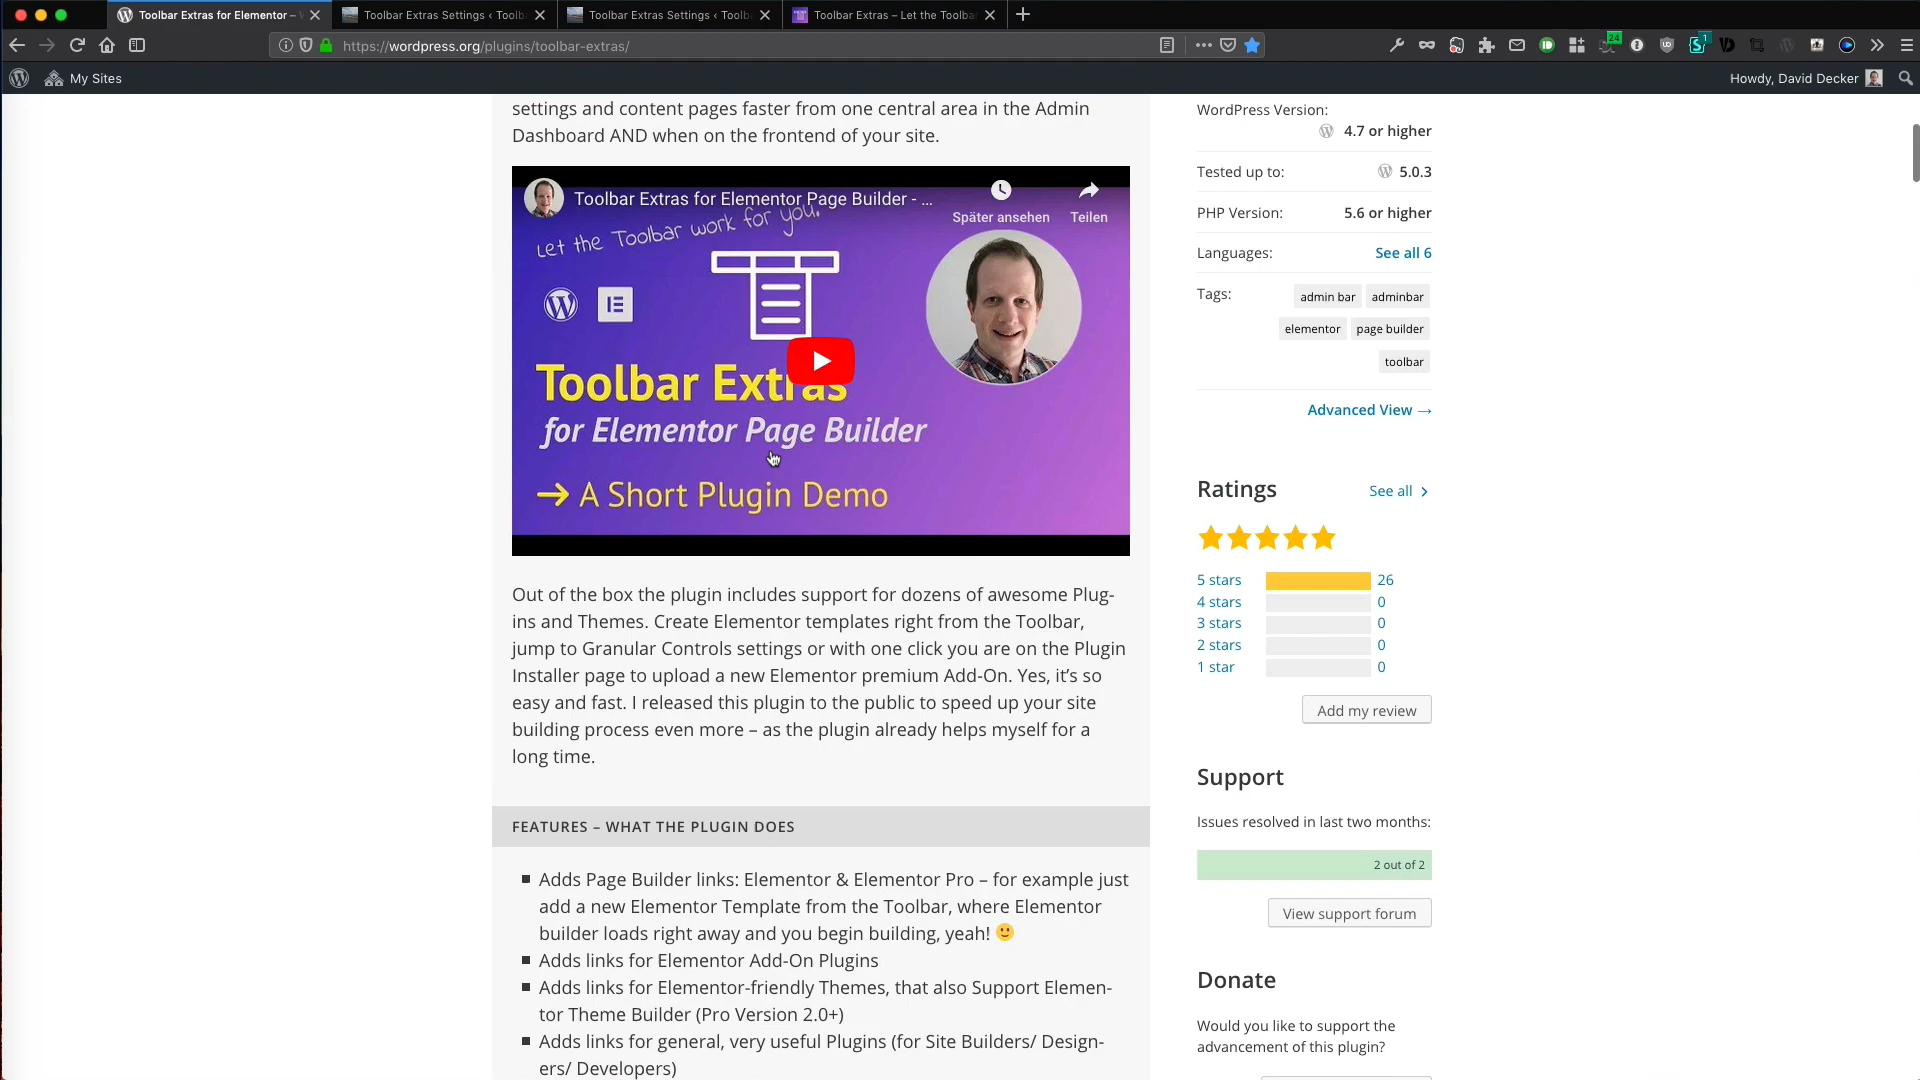 Toolbar Extras for Elementor –
Toolbar Extras Settings ‹ Toolb
Toolbar Extras Settings ‹ Toolb
Toolbar Extras – Let the Toolba
https://wordpress.org/plugins/toolbar-extras/
24
1
My Sites
Howdy, David Decker
settings and content pages faster from one central area in the Admin
Dashboard AND when on the frontend of your site.
Toolbar Extras for Elementor Page Builder - ...
Später ansehen
Teilen
Let the Toolbar work for you.
Toolbar Extras
for Elementor Page Builder
→ A Short Plugin Demo
Out of the box the plugin includes support for dozens of awesome Plug-
ins and Themes. Create Elementor templates right from the Toolbar,
jump to Granular Controls settings or with one click you are on the Plugin
Installer page to upload a new Elementor premium Add-On. Yes, it’s so
easy and fast. I released this plugin to the public to speed up your site
building process even more – as the plugin already helps myself for a
long time.
FEATURES – WHAT THE PLUGIN DOES
Adds Page Builder links: Elementor & Elementor Pro – for example just
add a new Elementor Template from the Toolbar, where Elementor
builder loads right away and you begin building, yeah! 🙂
Adds links for Elementor Add-On Plugins
Adds links for Elementor-friendly Themes, that also Support Elemen-
tor Theme Builder (Pro Version 2.0+)
Adds links for general, very useful Plugins (for Site Builders/ Design-
ers/ Developers)
WordPress Version:
4.7 or higher
Tested up to: 5.0.3
PHP Version: 5.6 or higher
Languages: See all 6
Tags: admin bar adminbar
elementor page builder
toolbar
Advanced View →
Ratings See all
5 stars 26
4 stars 0
3 stars 0
2 stars 0
1 star 0
Add my review
Support
Issues resolved in last two months:
2 out of 2
View support forum
Donate
Would you like to support the
advancement of this plugin?